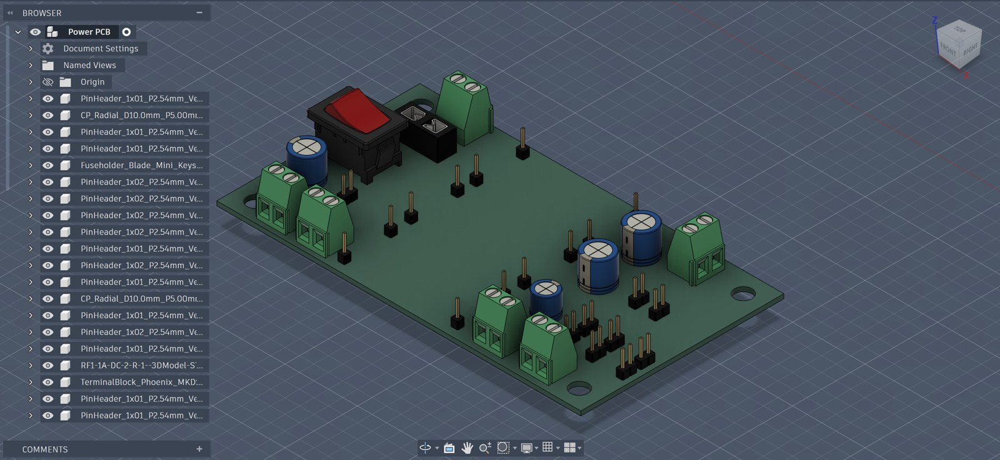 BROWSER
Power PCB
Document Settings
Named Views
Origin
PinHeader_1x01_P2.54mm_Ve...
CP_Radial_D10.0mm_P5.00mı...
PinHeader_1x01_P2.54mm_Ve...
PinHeader_1x01_P2.54mm_Ve...
Fuseholder_Blade_Mini_Keys...
PinHeader_1x02_P2.54mm_Ve...
PinHeader_1x02_P2.54mm_Ve...
PinHeader_1x02_P2.54mm_Ve...
PinHeader_1x02_P2.54mm_Ve...
PinHeader_1x01_P2.54mm_Ve...
PinHeader_1x02_P2.54mm_Ve...
PinHeader_1x01_P2.54mm_Ve...
CP_Radial_D10.0mm_P5.00mı...
PinHeader_1x01_P2.54mm_Ve...
PinHeader_1x02_P2.54mm_Ve...
PinHeader_1x01_P2.54mm_Ve...
RF1-1A-DC-2-R-1--3DModel-S...
TerminalBlock_Phoenix_MKD...
PinHeader_1x01_P2.54mm_Ve...
PinHeader_1x01_P2.54mm_Ve...
COMMENTS
Z
TOP
FRONT
RIGHT
X